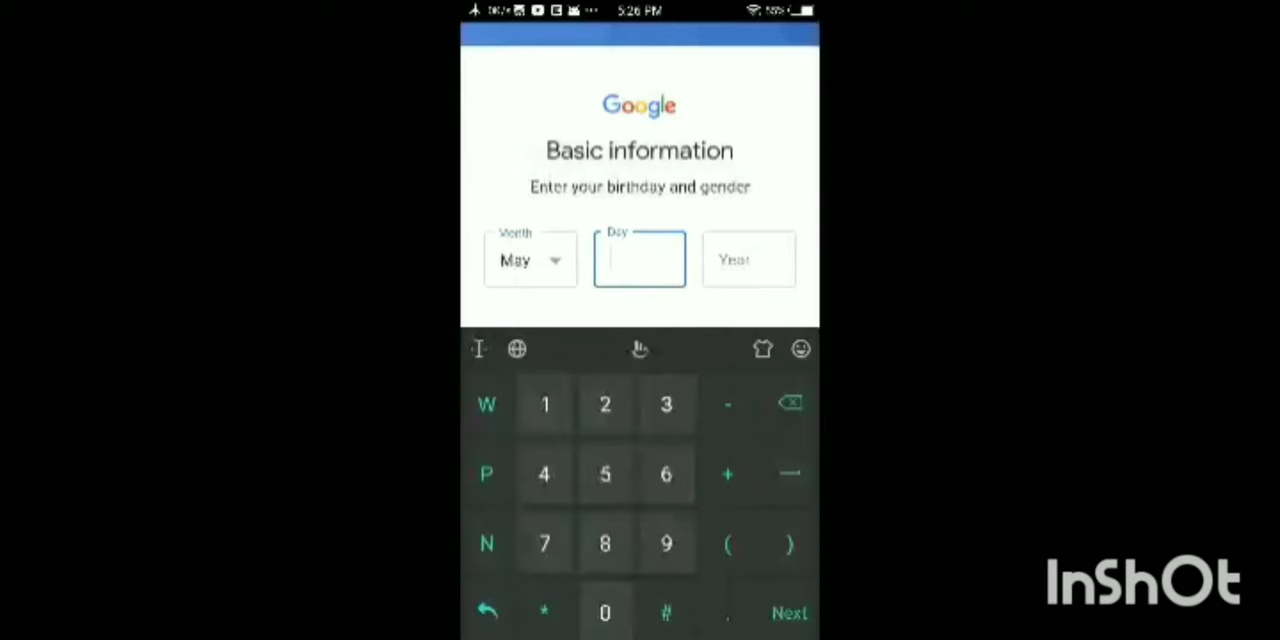 5:26 PM
Google
Basic information
Enter your birthday and gender
Month
Day
May
Year
W 1 2 3 -
P 4 5 6 +
N 7 8 9 ( )
* 0 # . Next
InShOt